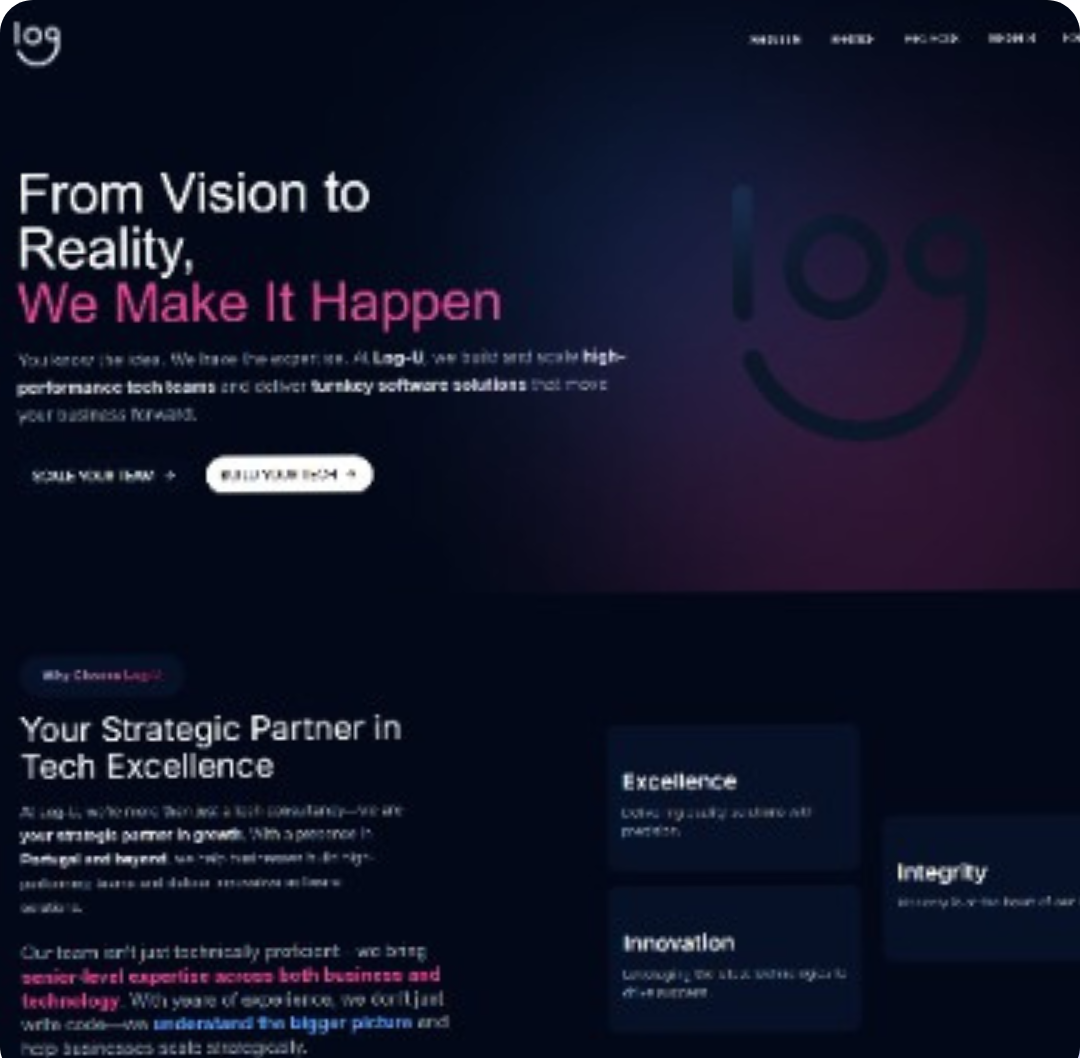 log
log
From Vision to
Reality,
We Make It Happen
You know the idea. We have the expertise. At Log-U, we build and scale high-
performance tech teams and deliver turnkey software solutions that move
your business forward.
SCALE YOUR TEAM →
BUILD YOUR TECH →
Why Choose Log-U
Your Strategic Partner in
Tech Excellence
At Log-U, we're more than just a tech consultancy—we are
your strategic partner in growth. With a presence in
Portugal and beyond, we help businesses build high-
performing teams and deliver innovative software
solutions.
Our team isn't just technically proficient—we bring
senior-level expertise across both business and
technology. With years of experience, we don't just
write code—we understand the bigger picture and
help businesses scale strategically.
Excellence
Delivering quality solutions with
precision.
Innovation
Leveraging the latest technologies to
drive success.
Integrity
Honesty is at the heart of our